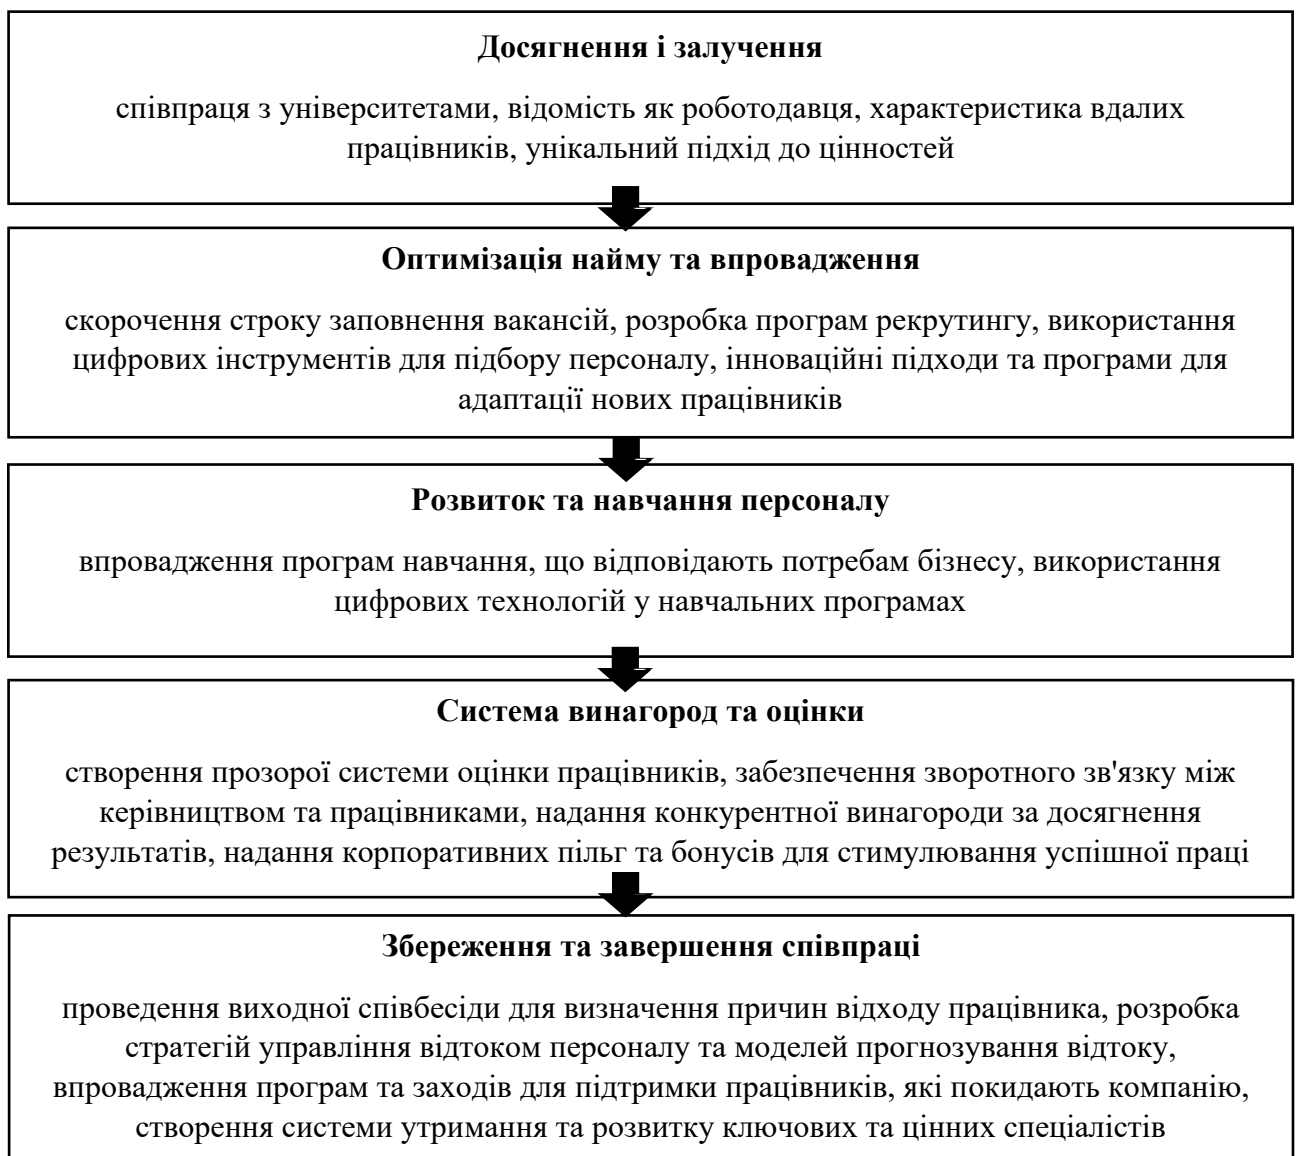 Досягнення і залучення
співпраця з університетами, відомість як роботодавця, характеристика вдалих
працівників, унікальний підхід до цінностей
Оптимізація найму та впровадження
скорочення строку заповнення вакансій, розробка програм рекрутингу, використання
цифрових інструментів для підбору персоналу, інноваційні підходи та програми для
адаптації нових працівників
Розвиток та навчання персоналу
впровадження програм навчання, що відповідають потребам бізнесу, використання
цифрових технологій у навчальних програмах
Система винагород та оцінки
створення прозорої системи оцінки працівників, забезпечення зворотного зв'язку між
керівництвом та працівниками, надання конкурентної винагороди за досягнення
результатів, надання корпоративних пільг та бонусів для стимулювання успішної праці
Збереження та завершення співпраці
проведення виходної співбесіди для визначення причин відходу працівника, розробка
стратегій управління відтоком персоналу та моделей прогнозування відтоку,
впровадження програм та заходів для підтримки працівників, які покидають компанію,
створення системи утримання та розвитку ключових та цінних спеціалістів